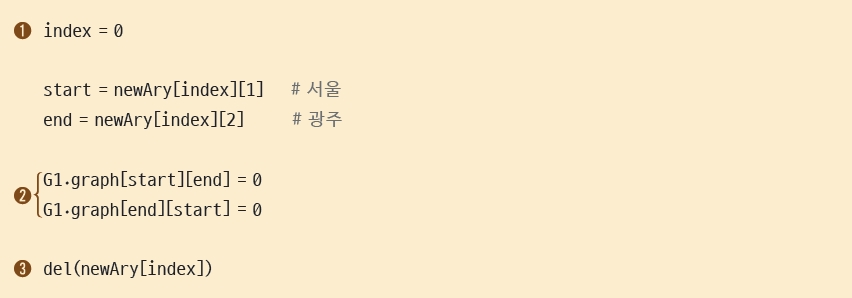 ❶ index = 0
start = newAry[index][1] # 서울
end = newAry[index][2] # 광주
❷ G1.graph[start][end] = 0
G1.graph[end][start] = 0
❸ del(newAry[index])